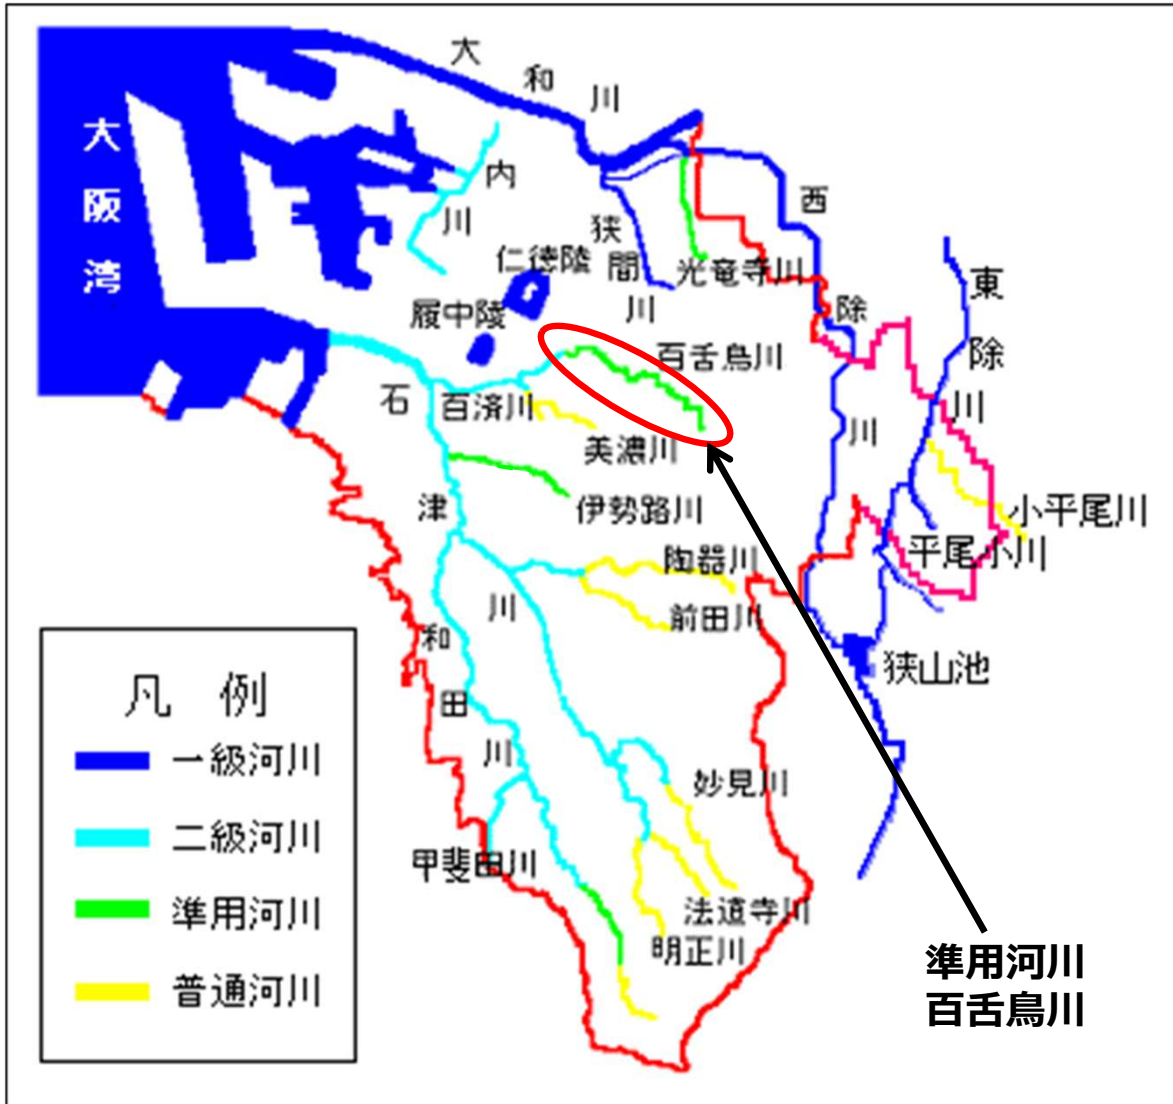 大和川
大阪湾
内川
西除川
狭間川
仁徳陵
光竜寺川
東除川
履中陵
百舌鳥川
石津川
百済川
美濃川
伊勢路川
小平尾川
平尾小川
陶器川
前田川
和田川
狭山池
妙見川
甲斐田川
法道寺川
明正川
凡 例
一級河川
二級河川
準用河川
普通河川
準用河川
百舌鳥川